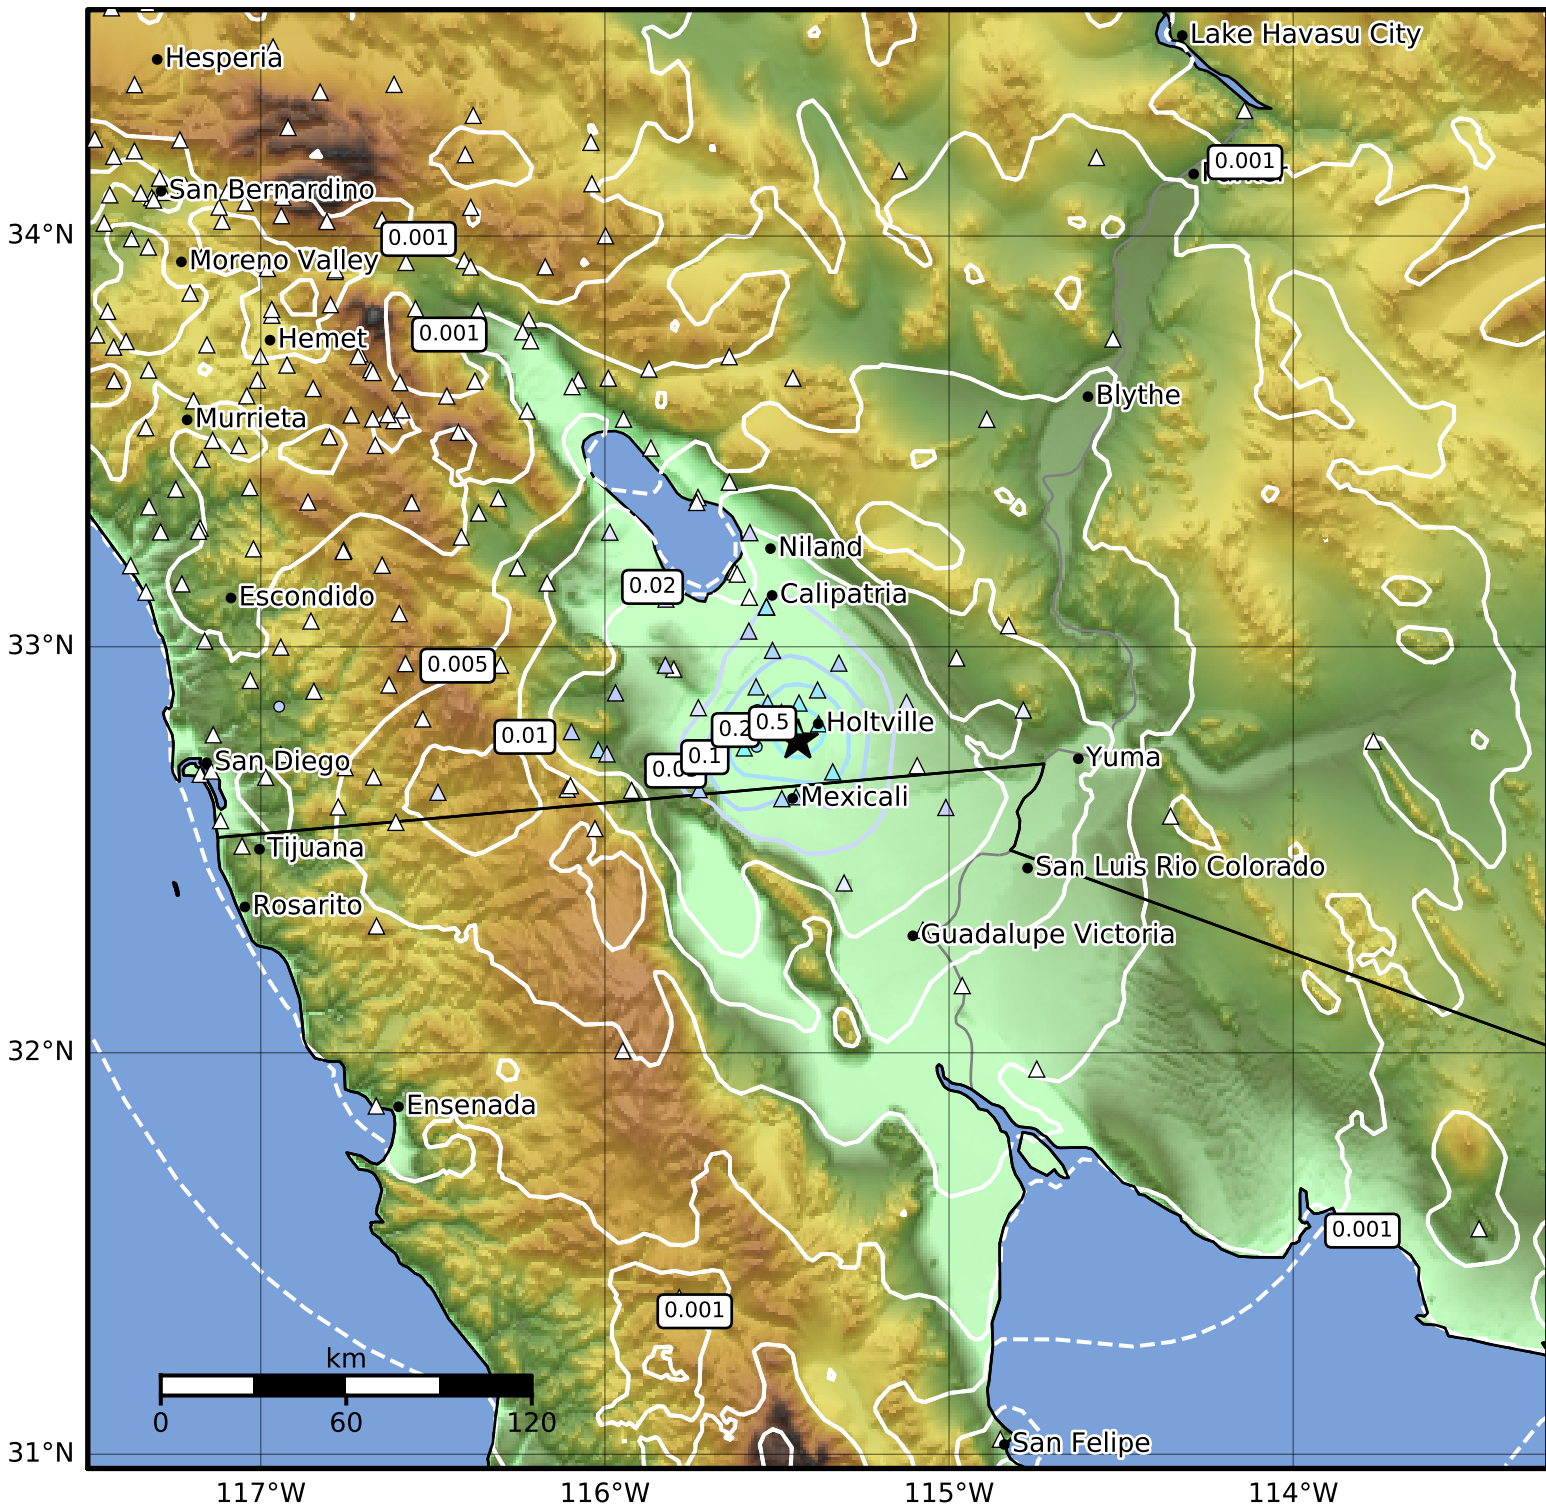 Lake Havasu City
Hesperia
0.001
San Bernardino
34°N
0.001
Moreno Valley
0.001
Hemet
Blythe
Murrieta
Niland
0.02
Calipatria
Escondido
33°N
0.005
Holtville
0.5
0.2
0.01
0.1
Yuma
San Diego
Mexicali
Tijuana
San Luis Rio Colorado
Rosarito
Guadalupe Victoria
32°N
Ensenada
0.001
0.001
km
0
60
120
San Felipe
31°N
117°W
116°W
115°W
114°W